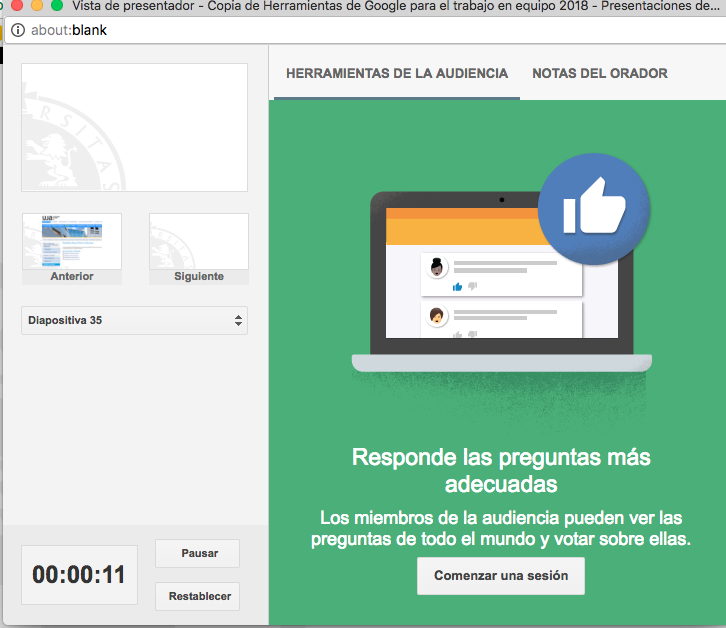 Vista de presentador - Copia de Herramientas de Google para el trabajo en equipo 2018 - Presentaciones de...
about:blank
HERRAMIENTAS DE LA AUDIENCIA
NOTAS DEL ORADOR
Anterior
Siguiente
Diapositiva 35
Responde las preguntas más
adecuadas
Los miembros de la audiencia pueden ver las
preguntas de todo el mundo y votar sobre ellas.
Comenzar una sesión
00:00:11
Pausar
Restablecer